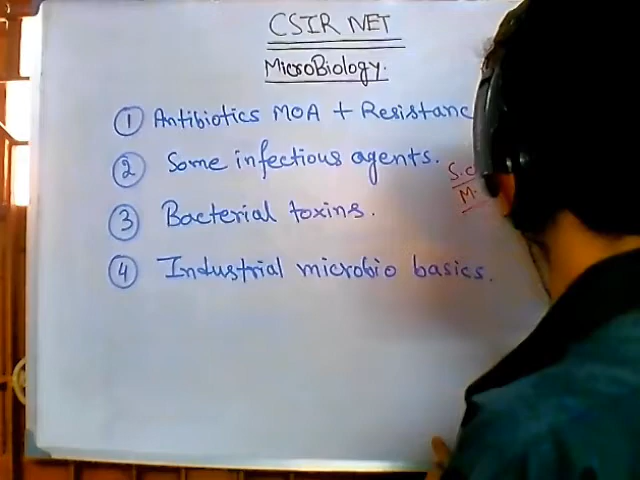 CSIR NET
MicroBiology.
① Antibiotics MOA + Resistanc
② Some infectious agents.
S.c
M.
③ Bacterial toxins.
④ Industrial microbio basics.